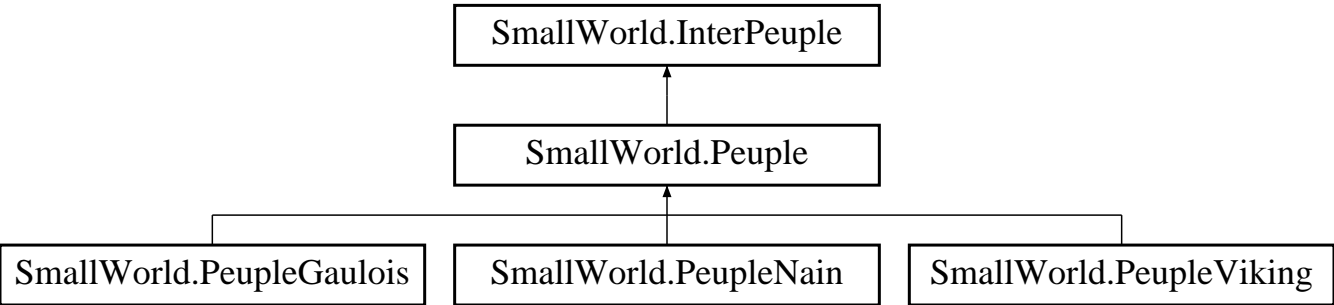 SmallWorld.InterPeuple
SmallWorld.Peuple
SmallWorld.PeupleGaulois
SmallWorld.PeupleNain
SmallWorld.PeupleViking